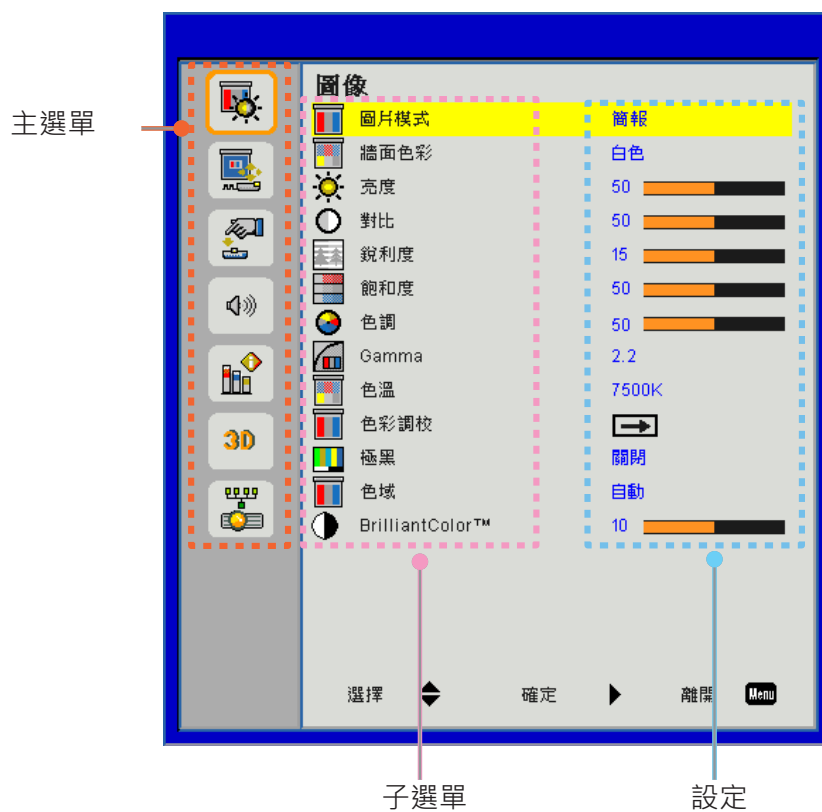 圖像
主選單
圖片模式 簡報
牆面色彩 白色
亮度 50
對比 50
銳利度 15
飽和度 50
色調 50
Gamma 2.2
色溫 7500K
色彩調校
極黑 關閉
色域 自動
BrilliantColor™ 10
3D
選擇 確定 離開 Menu
子選單 設定